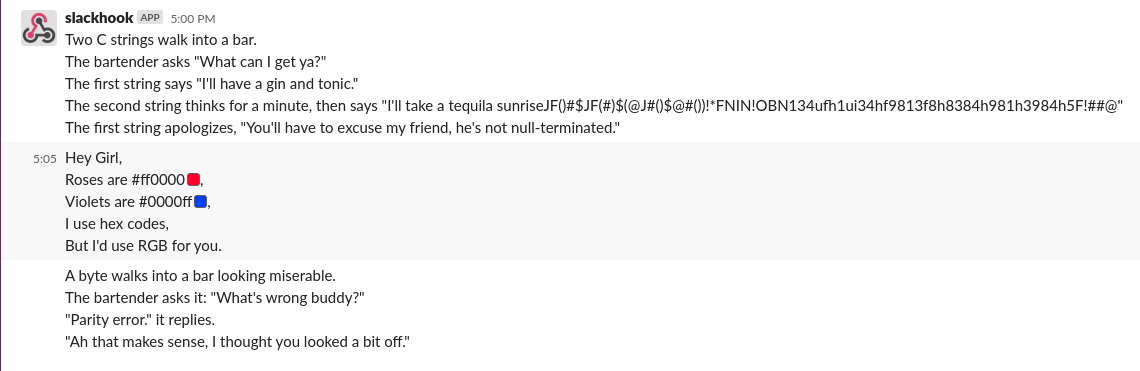 slackhook APP 5:00 PM
Two C strings walk into a bar.
The bartender asks "What can I get ya?"
The first string says "I'll have a gin and tonic."
The second string thinks for a minute, then says "I'll take a tequila sunriseJF()#$JF(#)$(@J#()$@#())!*FNIN!OBN134ufh1ui34hf9813f8h8384h981h3984h5F!##@"
The first string apologizes, "You'll have to excuse my friend, he's not null-terminated."
5:05 Hey Girl,
Roses are #ff0000,
Violets are #0000ff,
I use hex codes,
But I'd use RGB for you.
A byte walks into a bar looking miserable.
The bartender asks it: "What's wrong buddy?"
"Parity error." it replies.
"Ah that makes sense, I thought you looked a bit off."